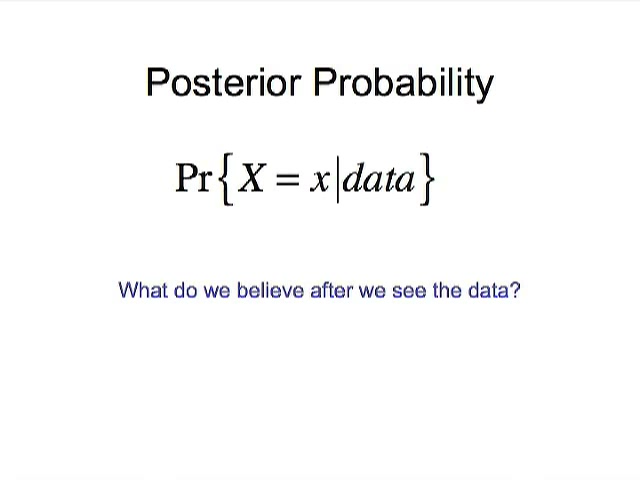 Posterior Probability
Pr{X = x|data}
What do we believe after we see the data?